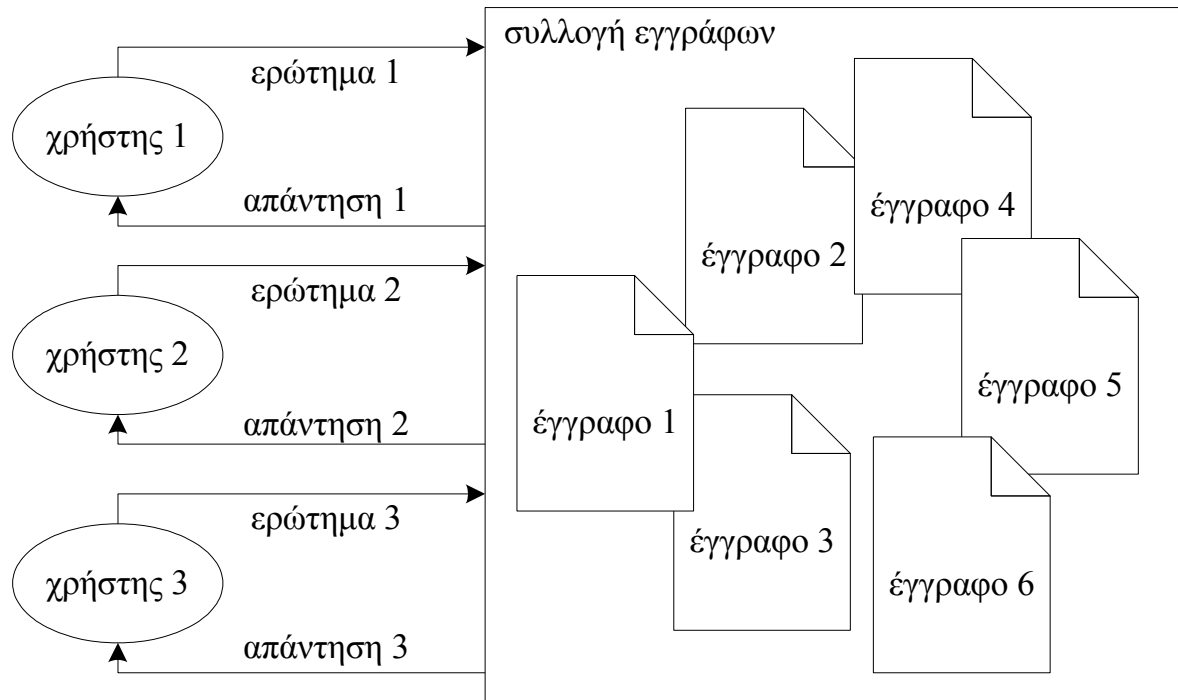 συλλογή εγγράφων
ερώτημα 1
χρήστης 1
απάντηση 1
ερώτημα 2
χρήστης 2
απάντηση 2
ερώτημα 3
χρήστης 3
απάντηση 3
έγγραφο 4
έγγραφο 2
έγγραφο 5
έγγραφο 1
έγγραφο 3
έγγραφο 6